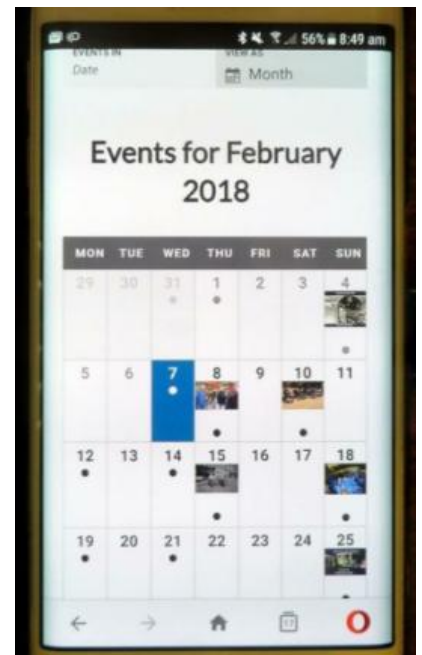 56% 8:49 am
EVENTS IN
VIEW AS
Date
Month
Events for February
2018
MON TUE WED THU FRI SAT SUN
29 30 31 1 2 3 4
5 6 7 8 9 10 11
12 13 14 15 16 17 18
19 20 21 22 23 24 25
17